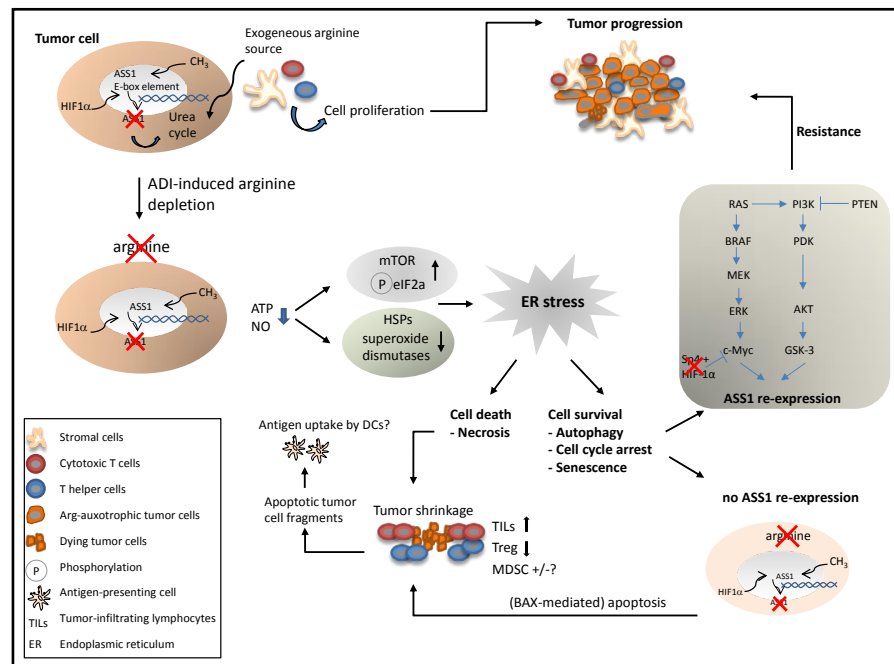 Tumor cell
Exogeneous arginine
source
Tumor progression
ASS1
CH3
E-box element
HIF1α
ASS1
Urea
cycle
Cell proliferation
Resistance
ADI-induced arginine
depletion
arginine
ASS1
CH3
HIF1α
ASS1
ATP
NO
mTOR
P eIF2a
HSPs
superoxide
dismutases
ER stress
RAS
PI3K
PTEN
BRAF
PDK
MEK
ERK
AKT
c-Myc
GSK-3
Sp4 +
HIF-1α
ASS1 re-expression
Cell death
- Necrosis
Cell survival
- Autophagy
- Cell cycle arrest
- Senescence
Antigen uptake by DCs?
Apoptotic tumor
cell fragments
Tumor shrinkage
TILs
Treg
MDSC +/-?
no ASS1 re-expression
arginine
ASS1
CH3
HIF1α
ASS1
(BAX-mediated) apoptosis
Stromal cells
Cytotoxic T cells
T helper cells
Arg-auxotrophic tumor cells
Dying tumor cells
P Phosphorylation
Antigen-presenting cell
TILs Tumor-infiltrating lymphocytes
ER Endoplasmic reticulum